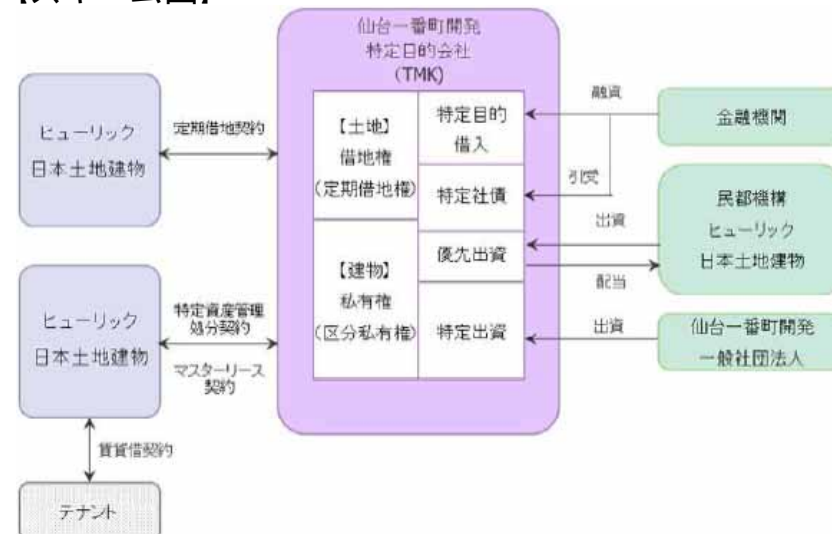 仙台一番町開発
特定目的会社
(TMK)
ヒューリック
日本土地建物
定期借地契約
【土地】
借地権
(定期借地権)
【建物】
私有権
(区分私有権)
特定目的
借入
特定社債
優先出資
特定出資
融資
引受
出資
配当
出資
金融機関
民都機構
ヒューリック
日本土地建物
仙台一番町開発
一般社団法人
ヒューリック
日本土地建物
特定資産管理
処分契約
マスターリース
契約
賃貸借契約
テナント